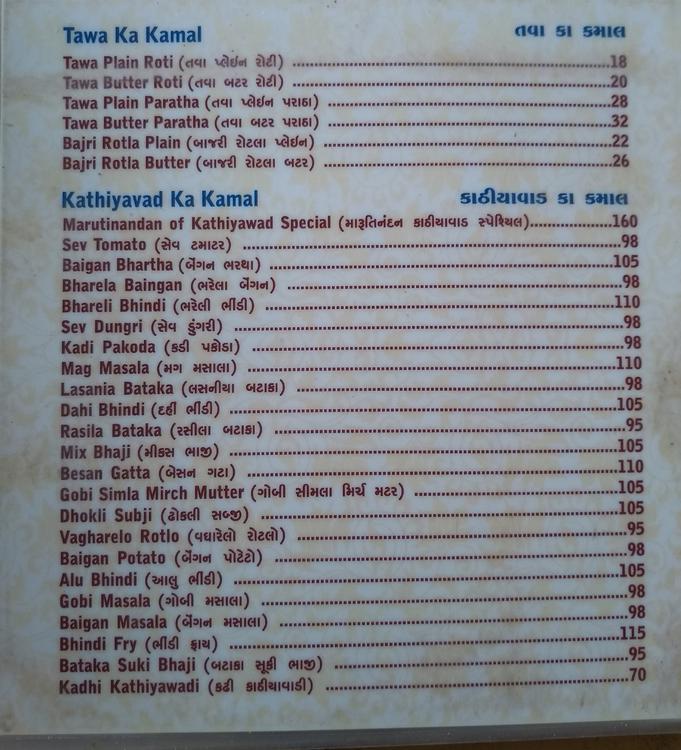 Tawa Ka Kamal તવા કા કમાલ
Tawa Plain Roti (તવા પ્લેઈન રોટી) ....................18
Tawa Butter Roti (તવા બટર રોટી) ....................20
Tawa Plain Paratha (તવા પ્લેઈન પરાઠા) ....................28
Tawa Butter Paratha (તવા બટર પરાઠા) ....................32
Bajri Rotla Plain (બાજરી રોટલા પ્લેઈન) ....................22
Bajri Rotla Butter (બાજરી રોટલા બટર) ....................26
Kathiyavad Ka Kamal કાઠીયાવાડ કા કમાલ
Marutinandan of Kathiyawad Special (મારૂતિનંદન કાઠીયાવાડ સ્પેશ્યિલ)....................160
Sev Tomato (સેવ ટમાટર) ....................98
Baigan Bhartha (બેંગન ભરથા) ....................105
Bharela Baingan (ભરેલા બેંગન) ....................98
Bhareli Bhindi (ભરેલી ભીંડી) ....................110
Sev Dungri (સેવ ડુંગરી) ....................98
Kadi Pakoda (કડી પકોડા) ....................98
Mag Masala (મગ મસાલા) ....................110
Lasania Bataka (લસનીયા બટાકા) ....................98
Dahi Bhindi (દહીં ભીંડી) ....................105
Rasila Bataka (રસીલા બટાકા) ....................95
Mix Bhaji (મીક્સ ભાજી) ....................105
Besan Gatta (બેસન ગટા) ....................110
Gobi Simla Mirch Mutter (ગોબી સીમલા મિર્ચ મટર) ....................105
Dhokli Subji (ઢોકલી સબ્જી) ....................105
Vagharelo Rotlo (વઘારેલો રોટલો) ....................95
Baigan Potato (બેંગન પોટેટો) ....................98
Alu Bhindi (આલુ ભીંડી) ....................105
Gobi Masala (ગોબી મસાલા) ....................98
Baigan Masala (બેંગન મસાલા) ....................98
Bhindi Fry (ભીંડી ફ્રાય) ....................115
Bataka Suki Bhaji (બટાકા સૂકી ભાજી) ....................95
Kadhi Kathiyawadi (કઢી કાઠીયાવાડી) ....................70